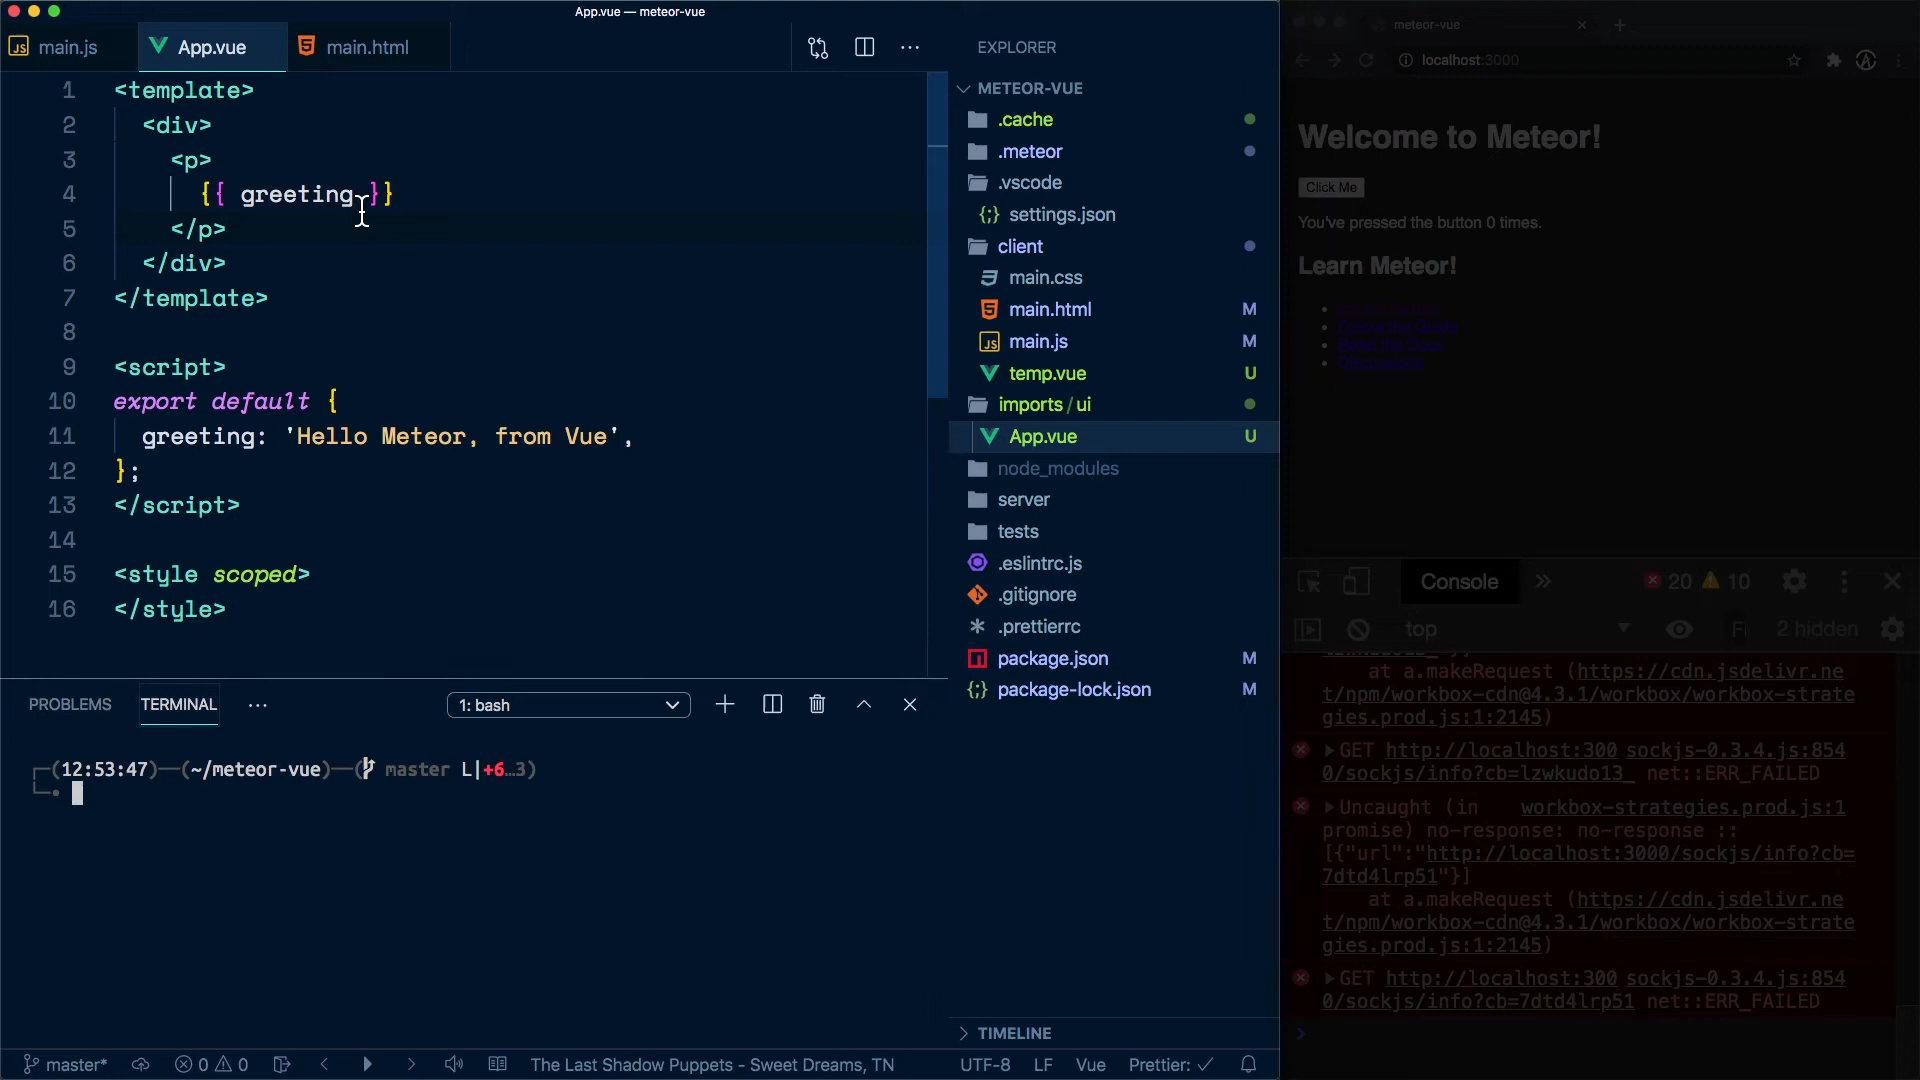 App.vue — meteor-vue
main.js
App.vue
main.html
1 <template>
2 <div>
3 <p>
4 {{ greeting }}
5 </p>
6 </div>
7 </template>
8
9 <script>
10 export default {
11 greeting: 'Hello Meteor, from Vue',
12 };
13 </script>
14
15 <style scoped>
16 </style>
PROBLEMS TERMINAL ···
1: bash
(12:53:47)—(~/meteor-vue)—( master L|+6…3)
EXPLORER
METEOR-VUE
.cache
.meteor
.vscode
settings.json
client
main.css
main.html M
main.js M
temp.vue U
imports/ui
App.vue U
node_modules
server
tests
.eslintrc.js
.gitignore
.prettierrc
package.json M
package-lock.json M
TIMELINE
master* 0 0 The Last Shadow Puppets - Sweet Dreams, TN UTF-8 LF Vue Prettier: ✓
meteor-vue
localhost:3000
Welcome to Meteor!
Click Me
You've pressed the button 0 times.
Learn Meteor!
Follow the Guide
Read the Docs
Discussions
Console » 20 10
top Fi 2 hidden
at a.makeRequest (https://cdn.jsdelivr.ne
t/npm/workbox-cdn@4.3.1/workbox/workbox-strate
gies.prod.js:1:2145)
GET http://localhost:300 sockjs-0.3.4.js:854
0/sockjs/info?cb=lzwkudo13_ net::ERR_FAILED
Uncaught (in workbox-strategies.prod.js:1
promise) no-response: no-response ::
[{"url":"http://localhost:3000/sockjs/info?cb=
7dtd4lrp51"}]
at a.makeRequest (https://cdn.jsdelivr.ne
t/npm/workbox-cdn@4.3.1/workbox/workbox-strate
gies.prod.js:1:2145)
GET http://localhost:300 sockjs-0.3.4.js:854
0/sockjs/info?cb=7dtd4lrp51 net::ERR_FAILED